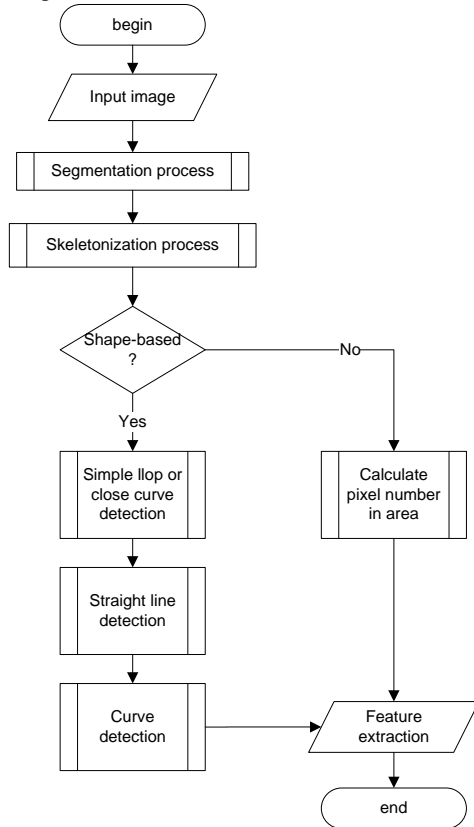 begin
Input image
Segmentation process
Skeletonization process
Shape-based
?
No
Yes
Simple llop or
close curve
detection
Calculate
pixel number
in area
Straight line
detection
Curve
detection
Feature
extraction
end